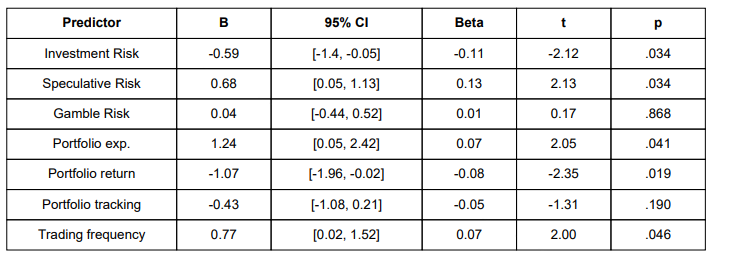 Predictor B 95% CI Beta t p
Investment Risk -0.59 [-1.4, -0.05] -0.11 -2.12 .034
Speculative Risk 0.68 [0.05, 1.13] 0.13 2.13 .034
Gamble Risk 0.04 [-0.44, 0.52] 0.01 0.17 .868
Portfolio exp. 1.24 [0.05, 2.42] 0.07 2.05 .041
Portfolio return -1.07 [-1.96, -0.02] -0.08 -2.35 .019
Portfolio tracking -0.43 [-1.08, 0.21] -0.05 -1.31 .190
Trading frequency 0.77 [0.02, 1.52] 0.07 2.00 .046